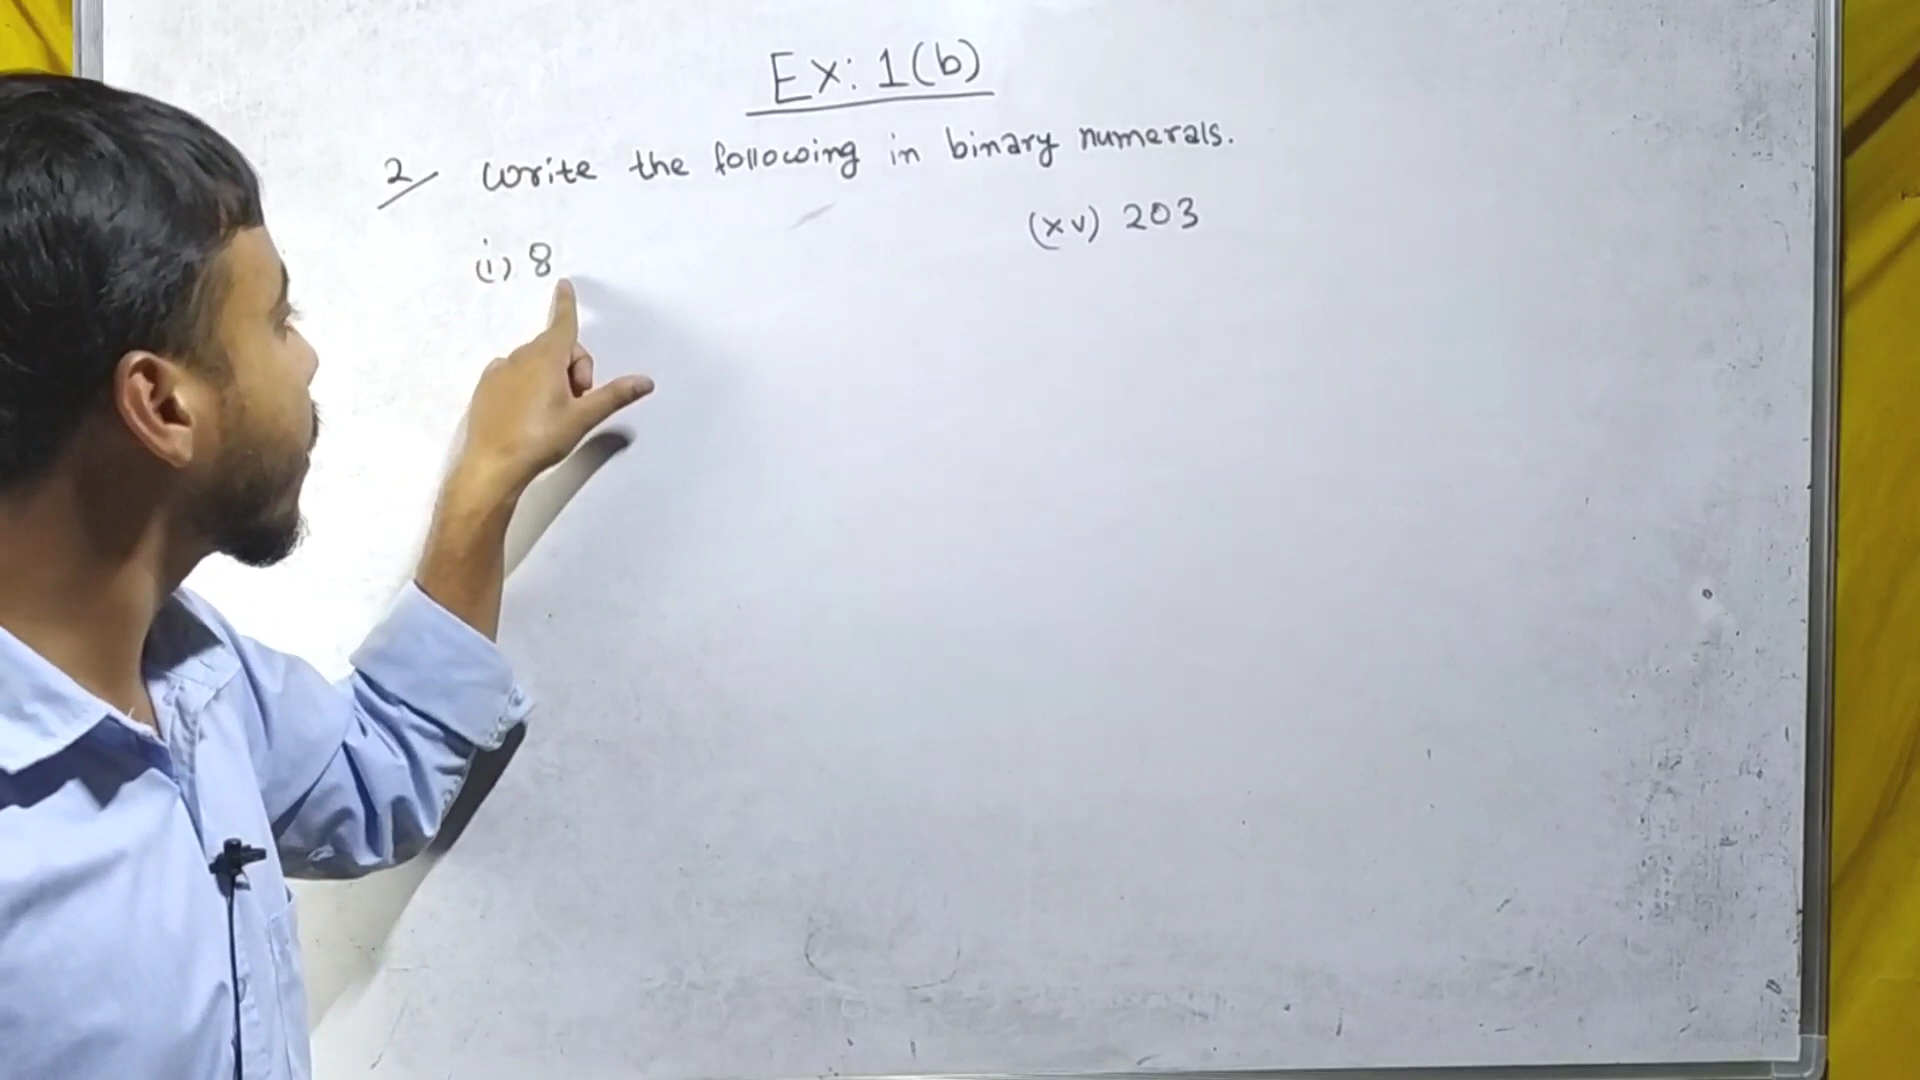 Ex: 1(b)
2/ Write the following in binary numerals.
(i) 8
(xv) 203